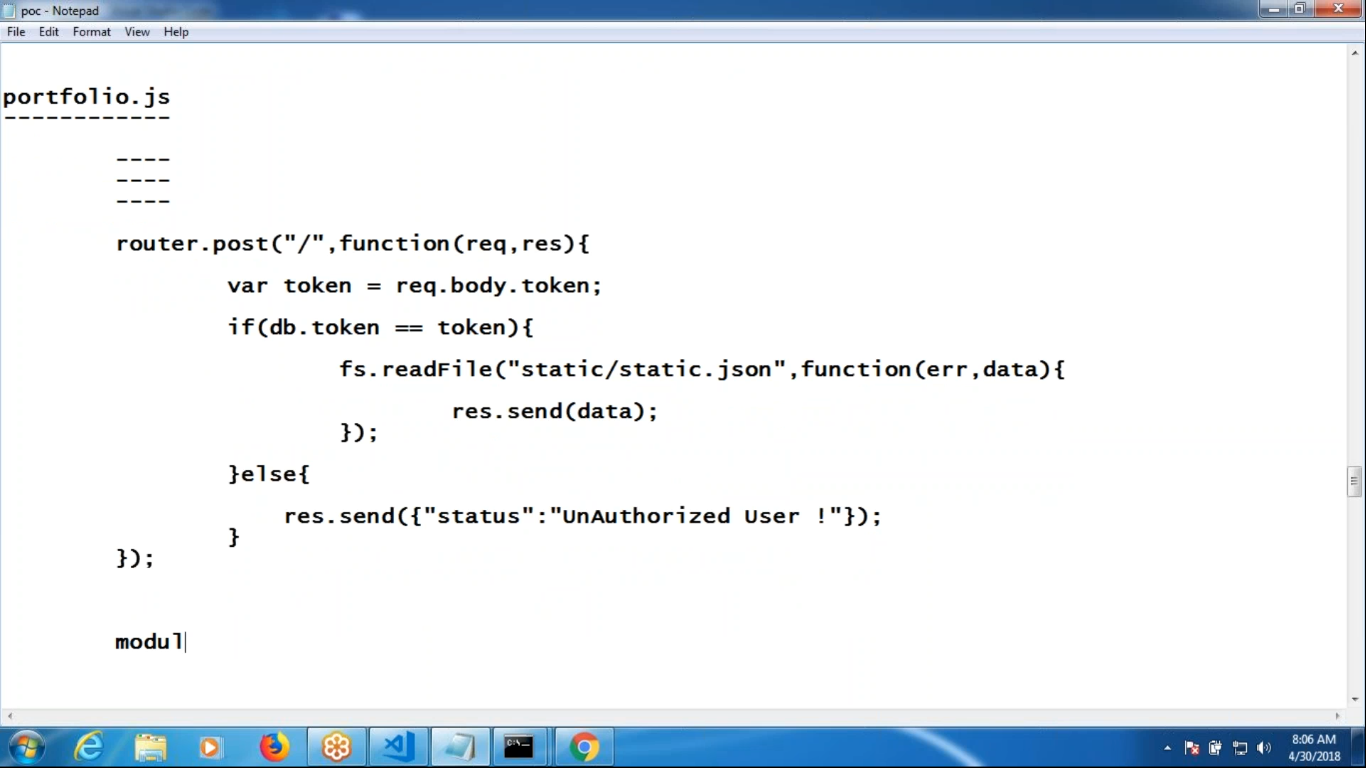 poc - Notepad
File Edit Format View Help
portfolio.js
------------
----
----
----
router.post("/",function(req,res){
var token = req.body.token;
if(db.token == token){
fs.readFile("static/static.json",function(err,data){
res.send(data);
});
}else{
res.send({"status":"UnAuthorized User !"});
}
});
modul
8:06 AM
4/30/2018